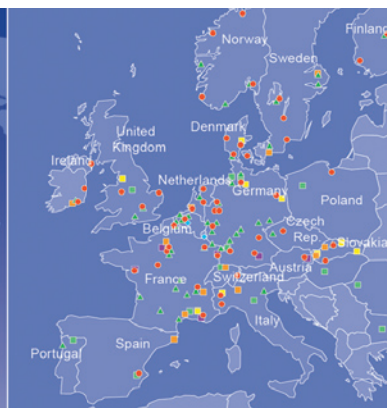 Norway
Finland
Sweden
Denmark
United
Kingdom
Ireland
Netherlands
Germany
Poland
Belgium
Czech
Rep.
Slovakia
Austria
France
Switzerland
Italy
Portugal
Spain